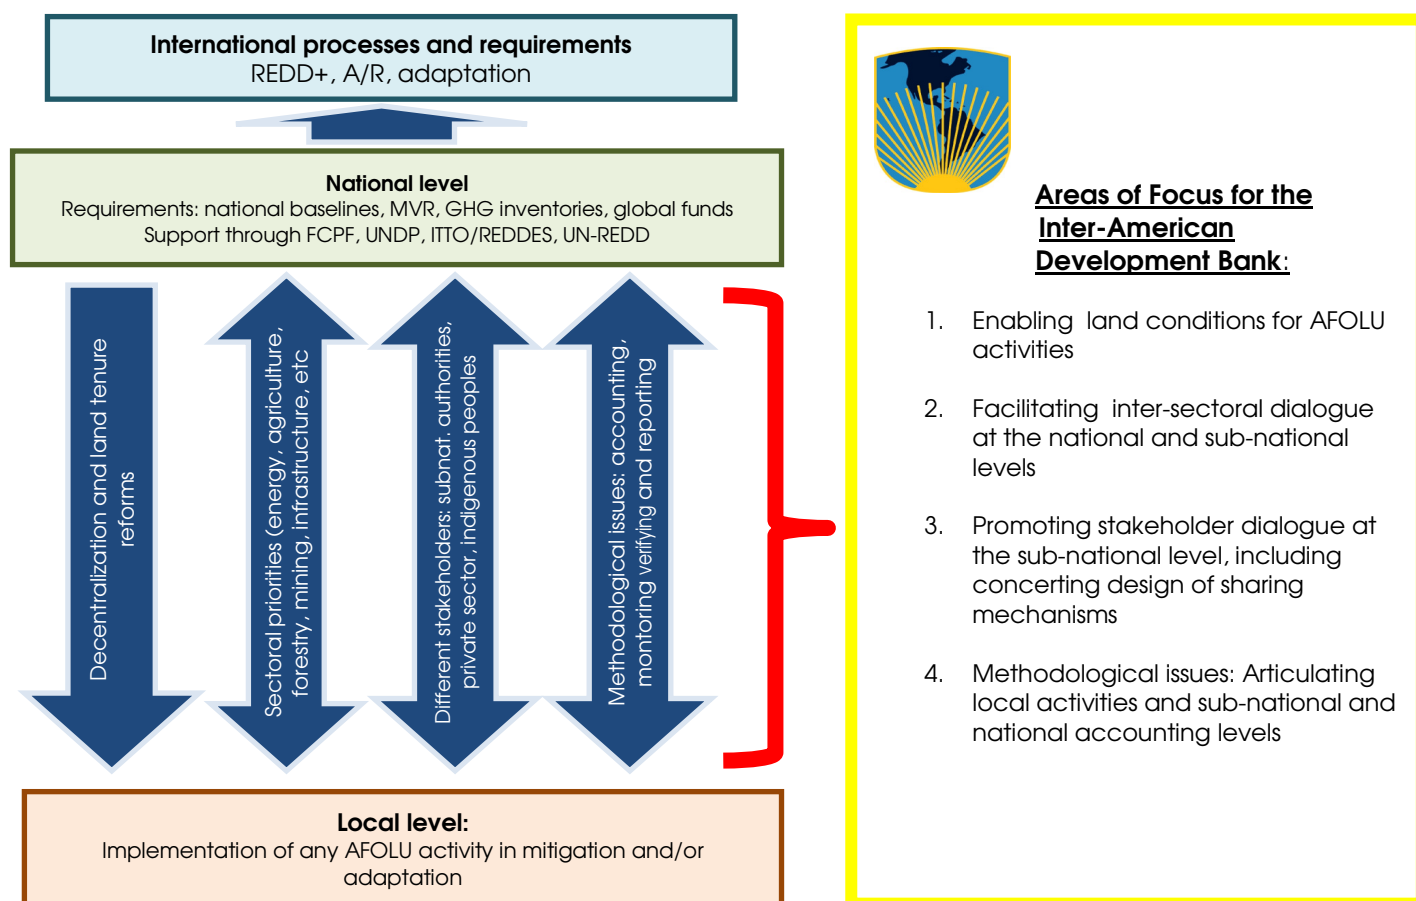 International processes and requirements
REDD+, A/R, adaptation
National level
Requirements: national baselines, MVR, GHG inventories, global funds
Support through FCPF, UNDP, ITTO/REDDES, UN-REDD
Decentralization and land tenure
reforms
Sectoral priorities (energy, agriculture,
forestry, mining, infrastructure, etc
Different stakeholders: subnat. authorities,
private sector, indigenous peoples
Methodological issues: accounting,
montoring verifying and reporting
Local level:
Implementation of any AFOLU activity in mitigation and/or
adaptation
Areas of Focus for the
Inter-American
Development Bank:
1. Enabling land conditions for AFOLU
activities
2. Facilitating inter-sectoral dialogue
at the national and sub-national
levels
3. Promoting stakeholder dialogue at
the sub-national level, including
concerting design of sharing
mechanisms
4. Methodological issues: Articulating
local activities and sub-national and
national accounting levels